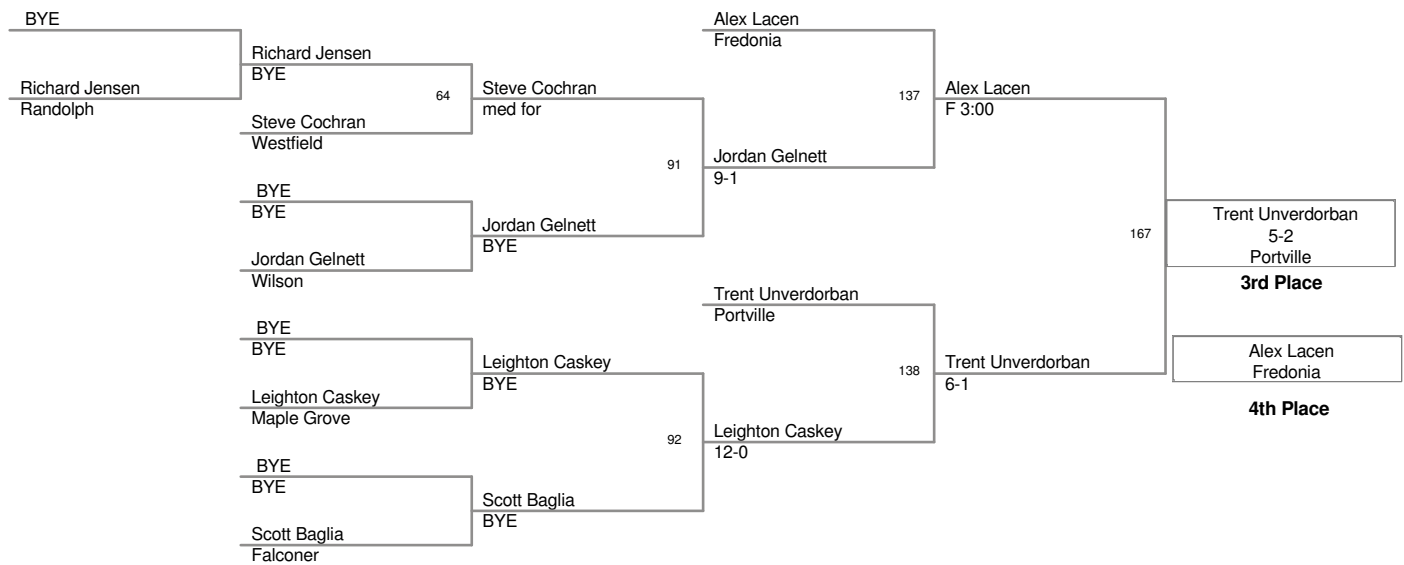 BYE
Richard Jensen
Randolph
Richard Jensen
BYE
64
Steve Cochran
Westfield
Steve Cochran
med for
BYE
BYE
Jordan Gelnett
Wilson
Jordan Gelnett
BYE
91
Jordan Gelnett
9-1
Alex Lacen
Fredonia
137
Alex Lacen
F 3:00
BYE
BYE
Leighton Caskey
Maple Grove
Leighton Caskey
BYE
BYE
BYE
Scott Baglia
Falconer
Scott Baglia
BYE
92
Leighton Caskey
12-0
Trent Unverdorban
Portville
138
Trent Unverdorban
6-1
167
Trent Unverdorban
5-2
Portville
3rd Place
Alex Lacen
Fredonia
4th Place